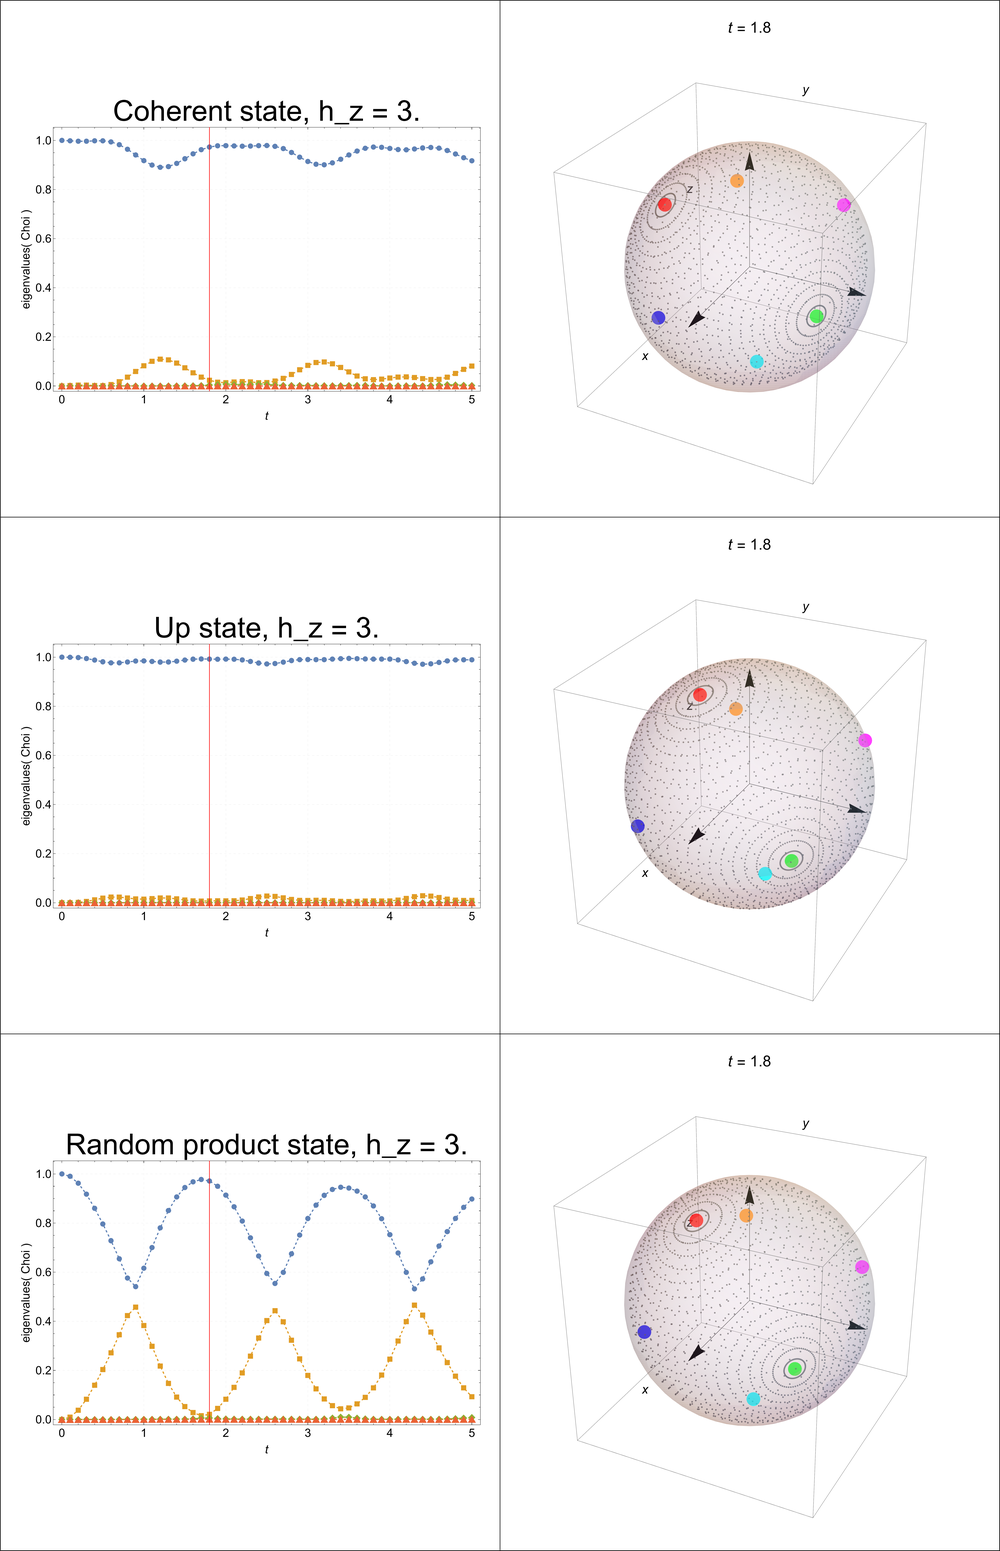 Coherent state, h_z = 3.
1.0
0.8
0.6
0.4
0.2
0.0
eigenvalues( Choi )
0 1 2 3 4 5
t
t = 1.8
y
z
x
Up state, h_z = 3.
1.0
0.8
0.6
0.4
0.2
0.0
eigenvalues( Choi )
0 1 2 3 4 5
t
t = 1.8
y
z
x
Random product state, h_z = 3.
1.0
0.8
0.6
0.4
0.2
0.0
eigenvalues( Choi )
0 1 2 3 4 5
t
t = 1.8
y
z
x